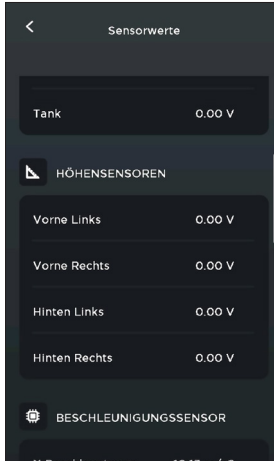 Sensorwerte
Tank 0.00 V
HÖHENSENSOREN
Vorne Links 0.00 V
Vorne Rechts 0.00 V
Hinten Links 0.00 V
Hinten Rechts 0.00 V
BESCHLEUNIGUNGSSENSOR